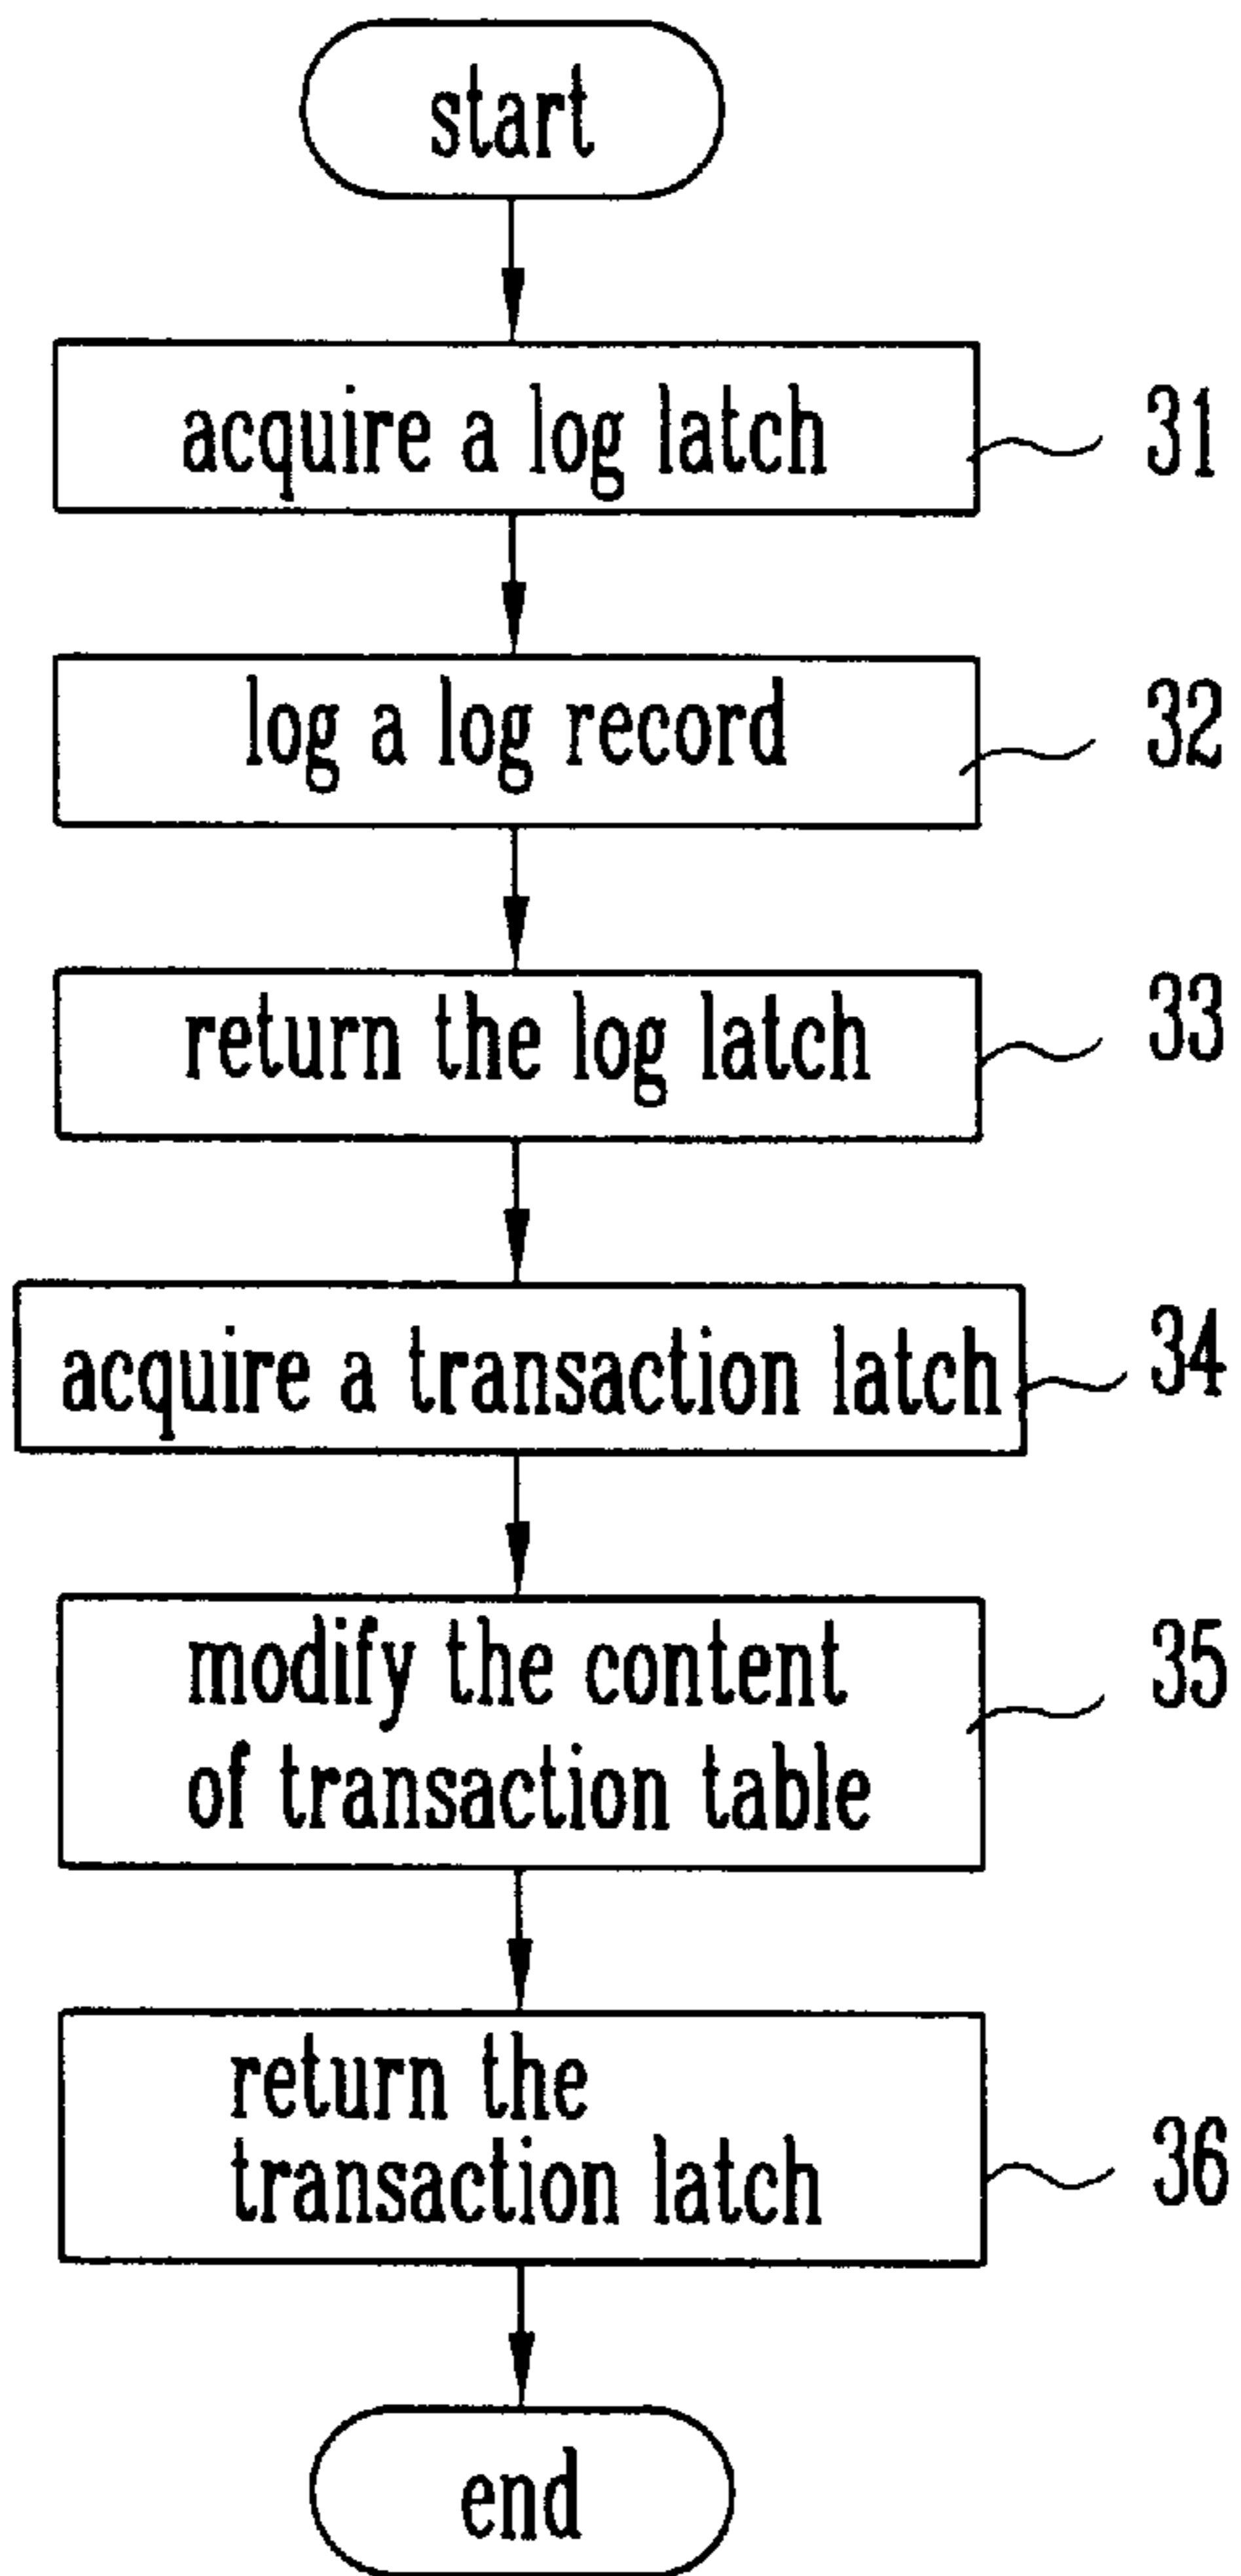 start
acquire a log latch
31
log a log record
32
return the log latch
33
acquire a transaction latch
34
modify the content
of transaction table
35
return the
transaction latch
36
end